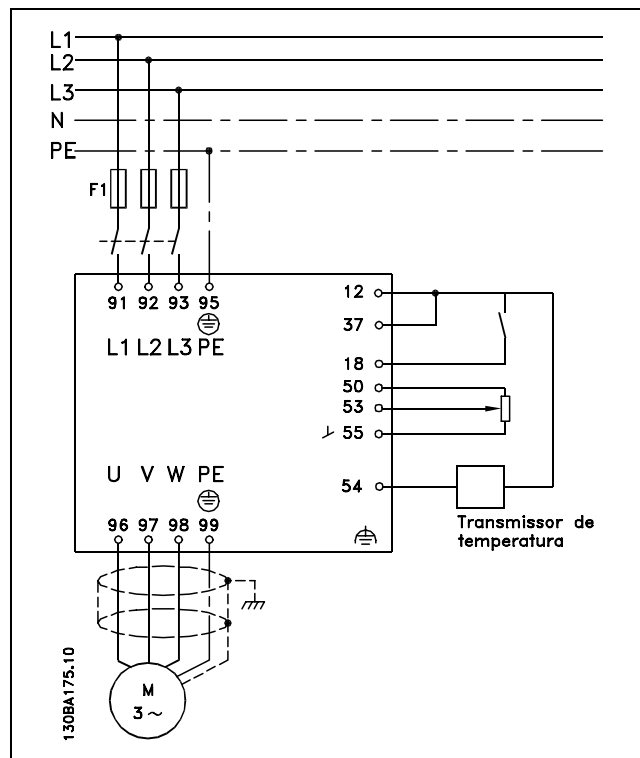 L1
L2
L3
N
PE
F1
91 92 93 95
L1 L2 L3 PE
12
37
18
50
53
55
54
U V W PE
96 97 98 99
Transmissor de
temperatura
M
3 ~
130BA175.10